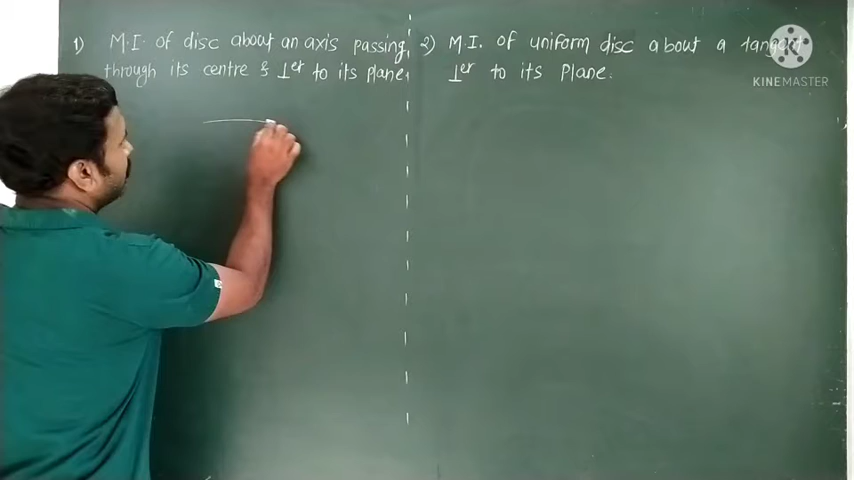 1) M.I. of disc about an axis passing
through its centre & ⊥er to its plane
2) M.I. of uniform disc about a tangent
⊥er to its plane.
K
KINEMASTER